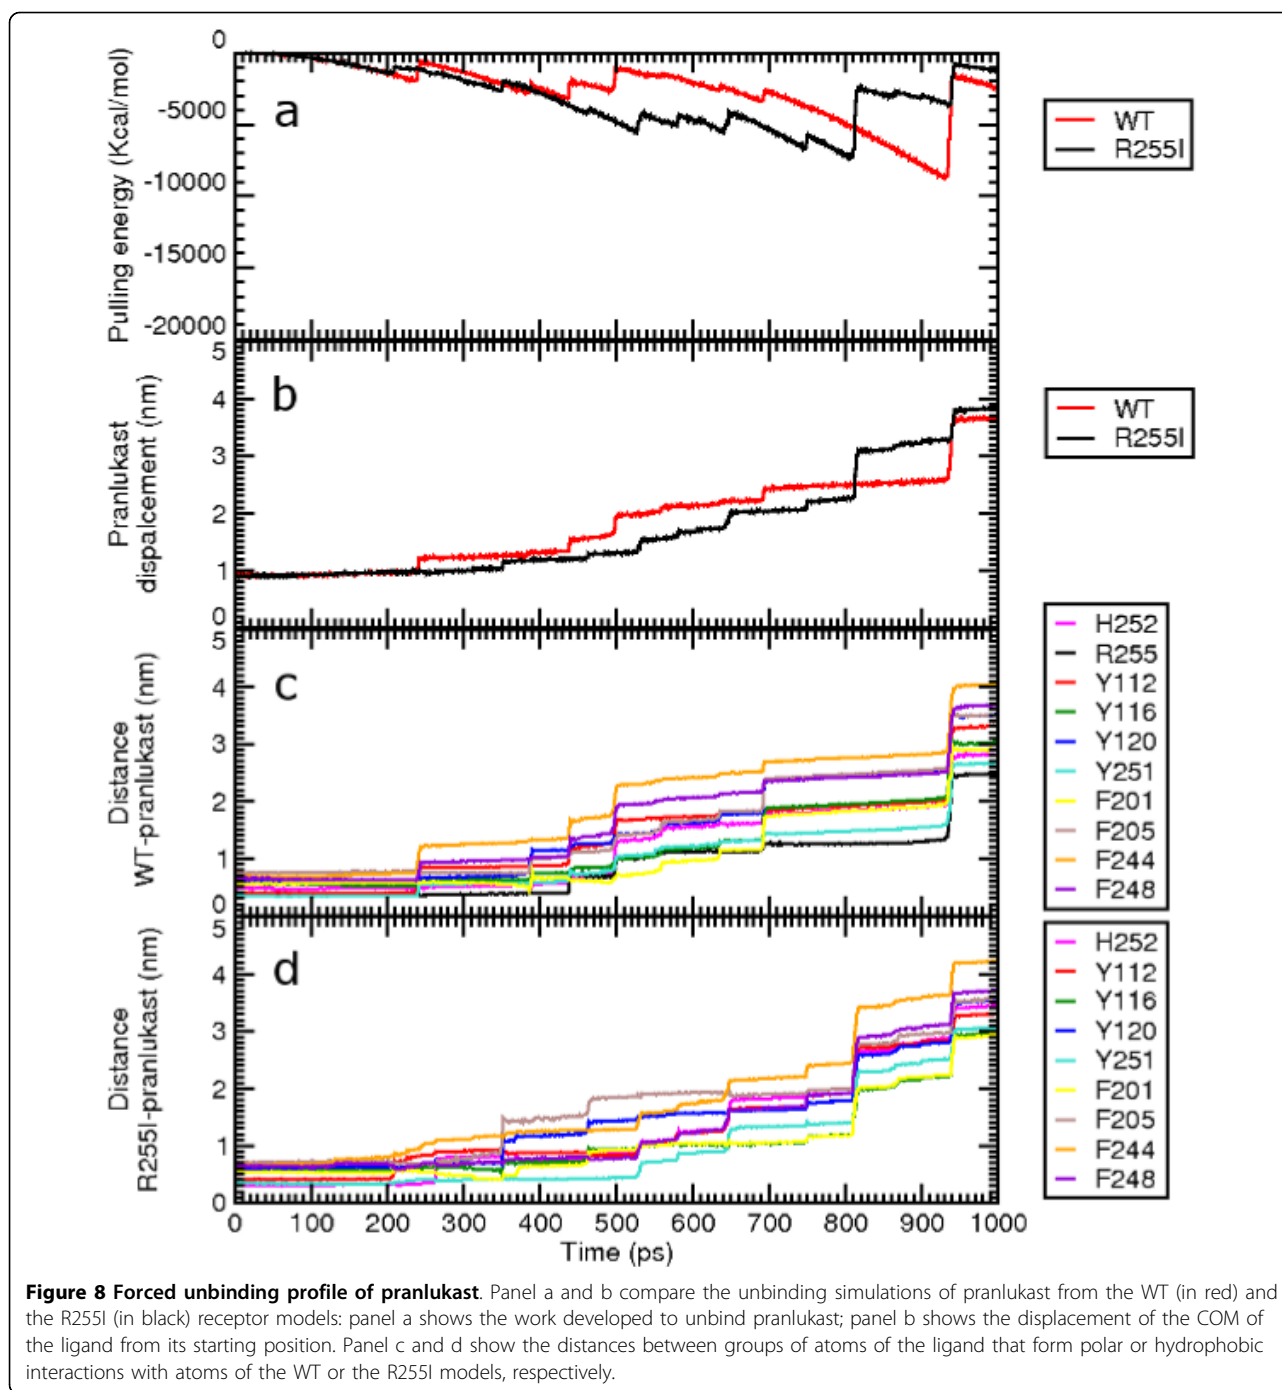 0
-5000
-10000
-15000
-20000
Pulling energy (Kcal/mol)
a
WT
R255I
5
4
3
2
1
0
Pranlukast
dispalcement (nm)
b
WT
R255I
5
4
3
2
1
0
Distance
WT-pranlukast (nm)
c
H252
R255
Y112
Y116
Y120
Y251
F201
F205
F244
F248
5
4
3
2
1
0
Distance
R255I-pranlukast (nm)
d
H252
Y112
Y116
Y120
Y251
F201
F205
F244
F248
0 100 200 300 400 500 600 700 800 900 1000
Time (ps)
Figure 8 Forced unbinding profile of pranlukast. Panel a and b compare the unbinding simulations of pranlukast from the WT (in red) and
the R255I (in black) receptor models: panel a shows the work developed to unbind pranlukast; panel b shows the displacement of the COM of
the ligand from its starting position. Panel c and d show the distances between groups of atoms of the ligand that form polar or hydrophobic
interactions with atoms of the WT or the R255I models, respectively.